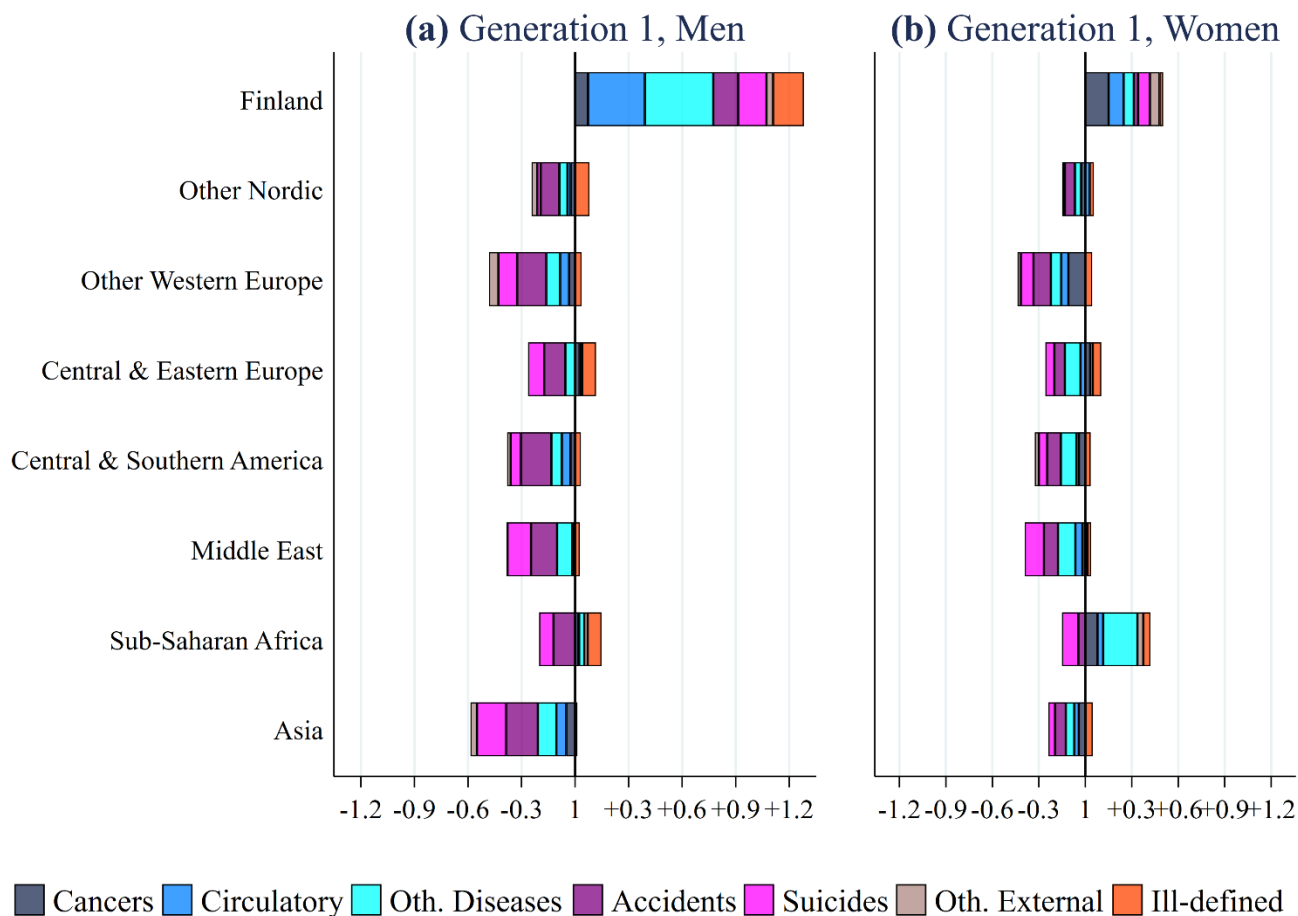 (a) Generation 1, Men
(b) Generation 1, Women
Finland
Other Nordic
Other Western Europe
Central & Eastern Europe
Central & Southern America
Middle East
Sub-Saharan Africa
Asia
-1.2 -0.9 -0.6 -0.3 1 +0.3 +0.6 +0.9 +1.2
-1.2 -0.9 -0.6 -0.3 1 +0.3 +0.6 +0.9 +1.2
Cancers Circulatory Oth. Diseases Accidents Suicides Oth. External Ill-defined